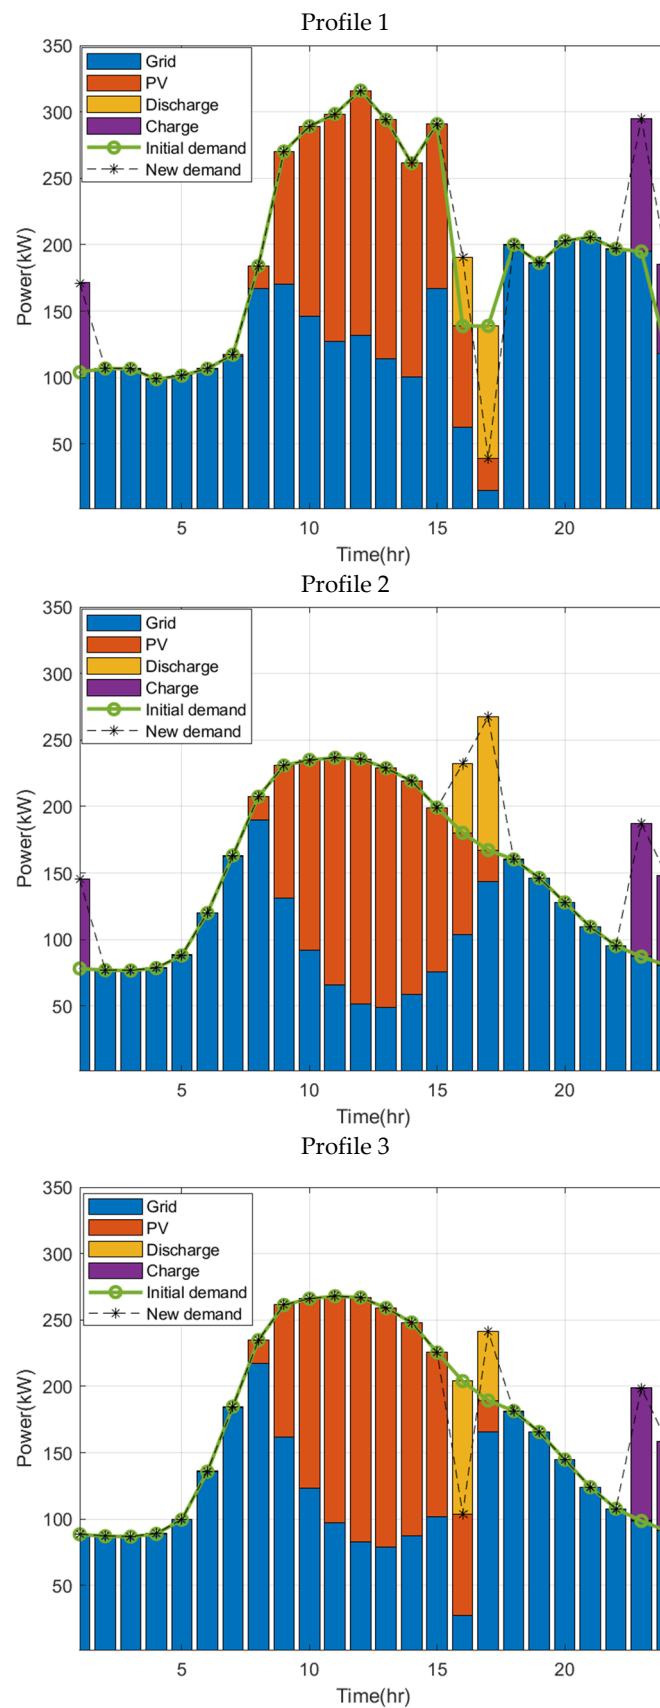 Profile 1
350
300
250
200
150
100
50
Power(kW)
Grid
PV
Discharge
Charge
Initial demand
New demand
5
10
15
20
Time(hr)
Profile 2
350
300
250
200
150
100
50
Power(kW)
Grid
PV
Discharge
Charge
Initial demand
New demand
5
10
15
20
Time(hr)
Profile 3
350
300
250
200
150
100
50
Power(kW)
Grid
PV
Discharge
Charge
Initial demand
New demand
5
10
15
20
Time(hr)